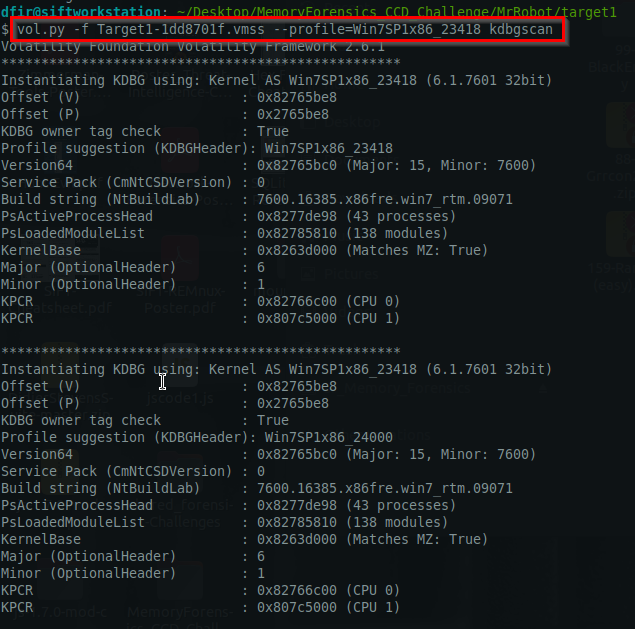 dfir@siftworkstation: ~/Desktop/MemoryForensics_CCD_Challenge/MrRobot/target1
$ vol.py -f Target1-1dd8701f.vmss --profile=Win7SP1x86_23418 kdbgscan
Volatility Foundation Volatility Framework 2.6.1
**************************************************
Instantiating KDBG using: Kernel AS Win7SP1x86_23418 (6.1.7601 32bit)
Offset (V) : 0x82765be8
Offset (P) : 0x2765be8
KDBG owner tag check : True
Profile suggestion (KDBGHeader): Win7SP1x86_23418
Version64 : 0x82765bc0 (Major: 15, Minor: 7600)
Service Pack (CmNtCSDVersion) : 0
Build string (NtBuildLab) : 7600.16385.x86fre.win7_rtm.09071
PsActiveProcessHead : 0x8277de98 (43 processes)
PsLoadedModuleList : 0x82785810 (138 modules)
KernelBase : 0x8263d000 (Matches MZ: True)
Major (OptionalHeader) : 6
Minor (OptionalHeader) : 1
KPCR : 0x82766c00 (CPU 0)
KPCR : 0x807c5000 (CPU 1)
**************************************************
Instantiating KDBG using: Kernel AS Win7SP1x86_23418 (6.1.7601 32bit)
Offset (V) : 0x82765be8
Offset (P) : 0x2765be8
KDBG owner tag check : True
Profile suggestion (KDBGHeader): Win7SP1x86_24000
Version64 : 0x82765bc0 (Major: 15, Minor: 7600)
Service Pack (CmNtCSDVersion) : 0
Build string (NtBuildLab) : 7600.16385.x86fre.win7_rtm.09071
PsActiveProcessHead : 0x8277de98 (43 processes)
PsLoadedModuleList : 0x82785810 (138 modules)
KernelBase : 0x8263d000 (Matches MZ: True)
Major (OptionalHeader) : 6
Minor (OptionalHeader) : 1
KPCR : 0x82766c00 (CPU 0)
KPCR : 0x807c5000 (CPU 1)